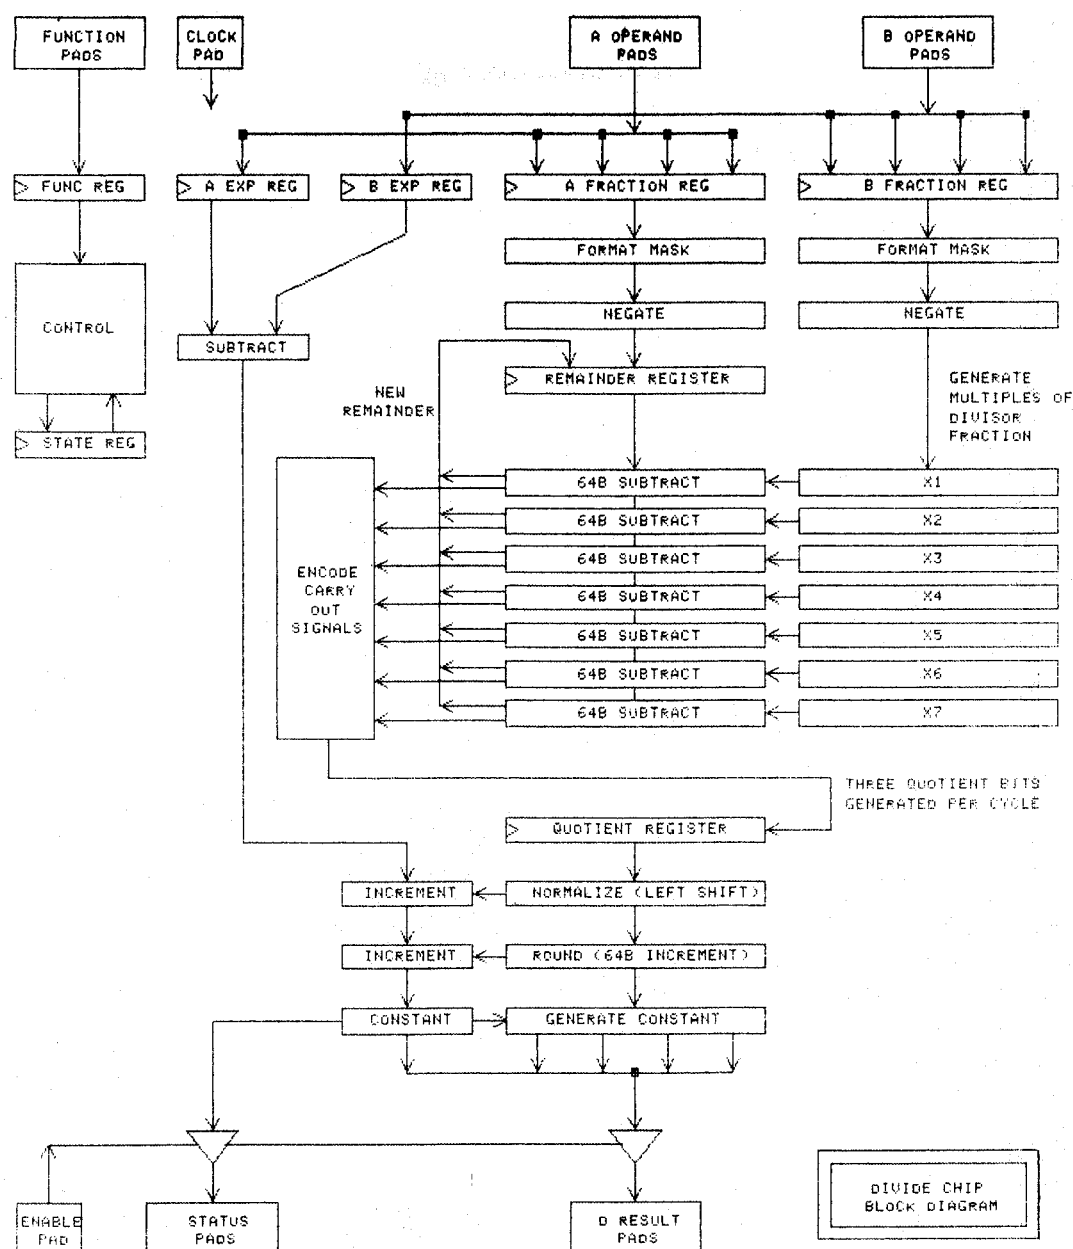 FUNCTION
PADS
CLOCK
PAD
A OPERAND
PADS
B OPERAND
PADS
FUNC REG
A EXP REG
B EXP REG
A FRACTION REG
B FRACTION REG
FORMAT MASK
FORMAT MASK
CONTROL
NEGATE
NEGATE
SUBTRACT
REMAINDER REGISTER
NEW
REMAINDER
GENERATE
MULTIPLES OF
DIVISOR
FRACTION
STATE REG
64B SUBTRACT
X1
64B SUBTRACT
X2
64B SUBTRACT
X3
64B SUBTRACT
X4
64B SUBTRACT
X5
64B SUBTRACT
X6
64B SUBTRACT
X7
ENCODE
CARRY
OUT
SIGNALS
THREE QUOTIENT BITS
GENERATED PER CYCLE
QUOTIENT REGISTER
INCREMENT
NORMALIZE (LEFT SHIFT)
INCREMENT
ROUND (64B INCREMENT)
CONSTANT
GENERATE CONSTANT
ENABLE
PAD
STATUS
PADS
D RESULT
PADS
DIVIDE CHIP
BLOCK DIAGRAM